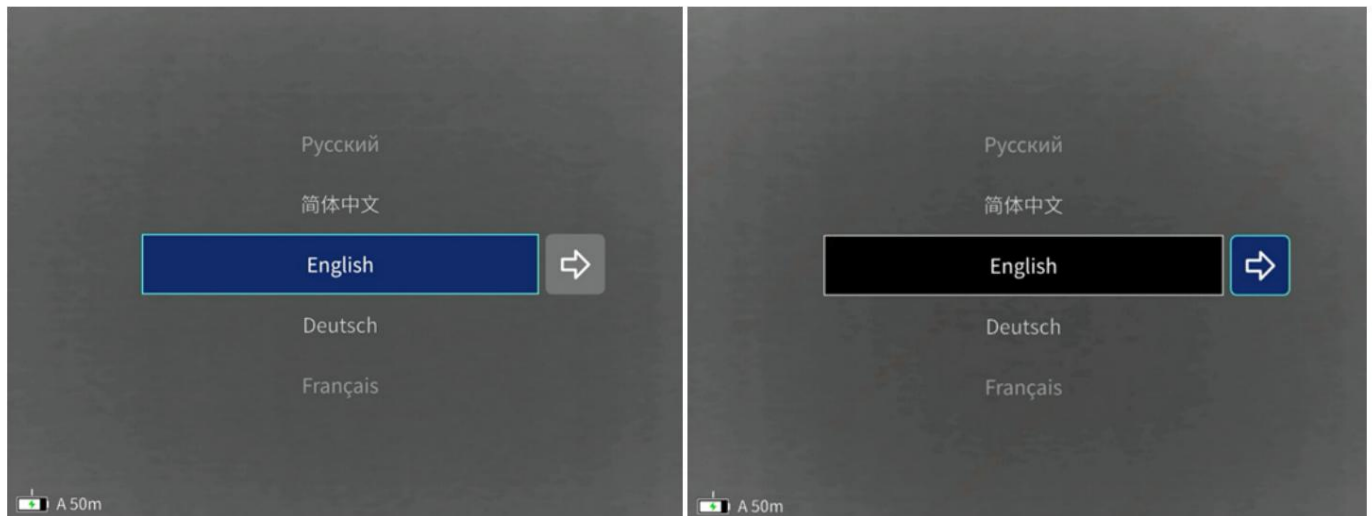 Русский
简体中文
English
Deutsch
Français
A 50m
Русский
简体中文
English
Deutsch
Français
A 50m